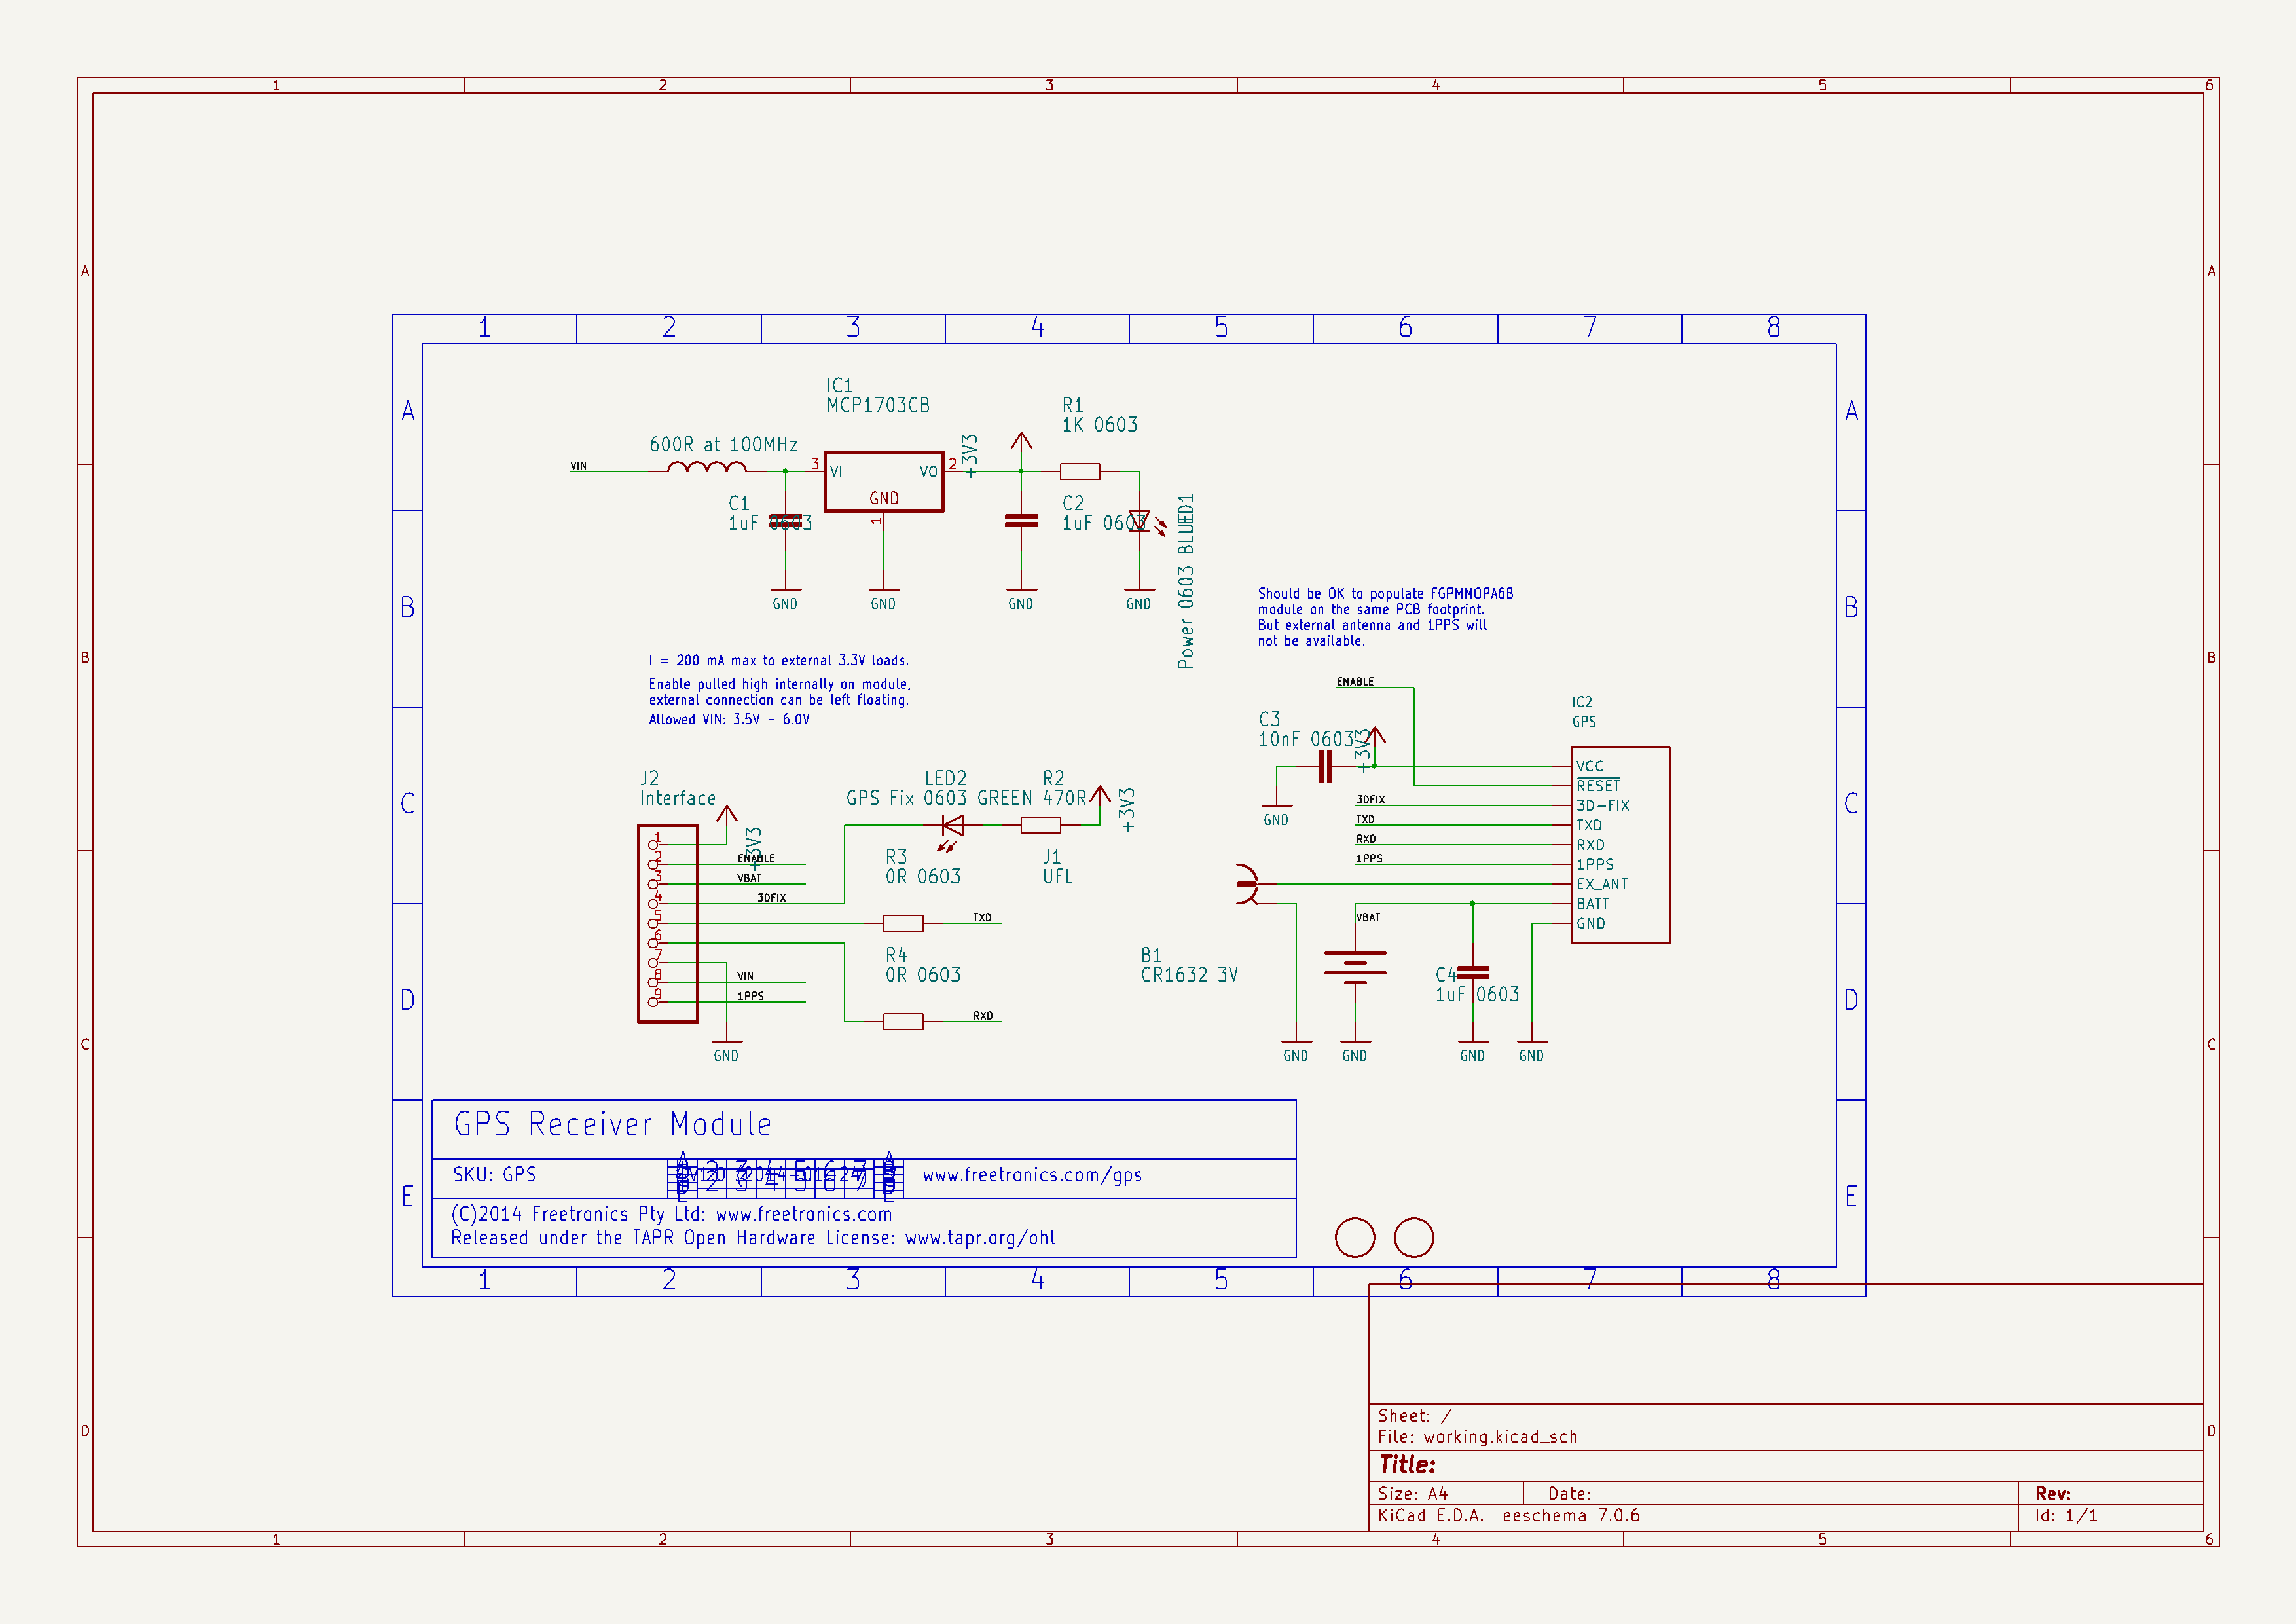 1 2 3 4 5 6
A A
B B
C C
D D
1 2 3 4 5 6 7 8
A A
B B
C C
D D
E E
IC1
MCP1703CB
600R at 100MHz
VIN
3 VI
VO 2
GND
1
+3V3
R1
1K 0603
C1
1uF 0603
C2
1uF 0603
LED1
Power 0603 BLUE
GND
GND
GND
GND
I = 200 mA max to external 3.3V loads.
Enable pulled high internally on module,
external connection can be left floating.
Allowed VIN: 3.5V - 6.0V
Should be OK to populate FGPMMOPA6B
module on the same PCB footprint.
But external antenna and 1PPS will
not be available.
ENABLE
IC2
GPS
C3
10nF 0603
+3V3
GND
VCC
RESET
3DFIX
3D-FIX
TXD
TXD
RXD
RXD
1PPS
1PPS
EX_ANT
BATT
GND
VBAT
J2
Interface
1
2
3
4
5
6
7
8
9
+3V3
ENABLE
VBAT
3DFIX
VIN
1PPS
GND
LED2
GPS Fix 0603 GREEN
R2
470R
+3V3
R3
0R 0603
TXD
R4
0R 0603
RXD
J1
UFL
B1
CR1632 3V
C4
1uF 0603
GND
GND
GND
GND
GPS Receiver Module
SKU: GPS
www.freetronics.com/gps
(C)2014 Freetronics Pty Ltd: www.freetronics.com
Released under the TAPR Open Hardware License: www.tapr.org/ohl
1 2 3 4 5 6 7 8
Sheet: /
File: working.kicad_sch
Title:
Size: A4
Date:
Rev:
KiCad E.D.A. eeschema 7.0.6
Id: 1/1
1 2 3 4 5 6